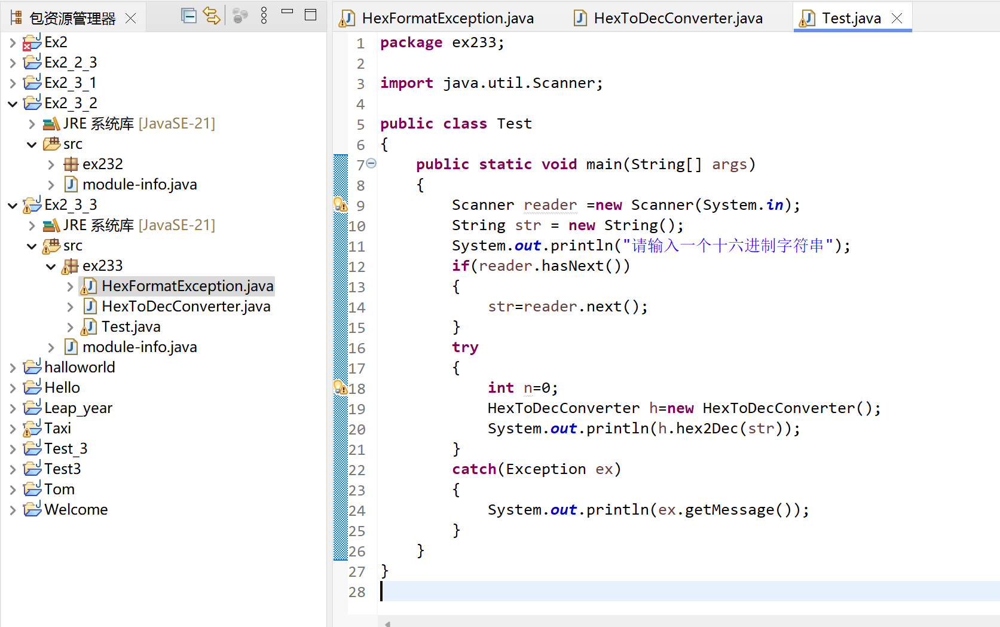 包资源管理器
Ex2
Ex2_2_3
Ex2_3_1
Ex2_3_2
JRE 系统库 [JavaSE-21]
src
ex232
module-info.java
Ex2_3_3
JRE 系统库 [JavaSE-21]
src
ex233
HexFormatException.java
HexToDecConverter.java
Test.java
module-info.java
halloworld
Hello
Leap_year
Taxi
Test_3
Test3
Tom
Welcome
HexFormatException.java HexToDecConverter.java Test.java
1 package ex233;
2
3 import java.util.Scanner;
4
5 public class Test
6 {
7     public static void main(String[] args)
8     {
9         Scanner reader =new Scanner(System.in);
10         String str = new String();
11         System.out.println("请输入一个十六进制字符串");
12         if(reader.hasNext())
13         {
14             str=reader.next();
15         }
16         try
17         {
18             int n=0;
19             HexToDecConverter h=new HexToDecConverter();
20             System.out.println(h.hex2Dec(str));
21         }
22         catch(Exception ex)
23         {
24             System.out.println(ex.getMessage());
25         }
26     }
27 }
28